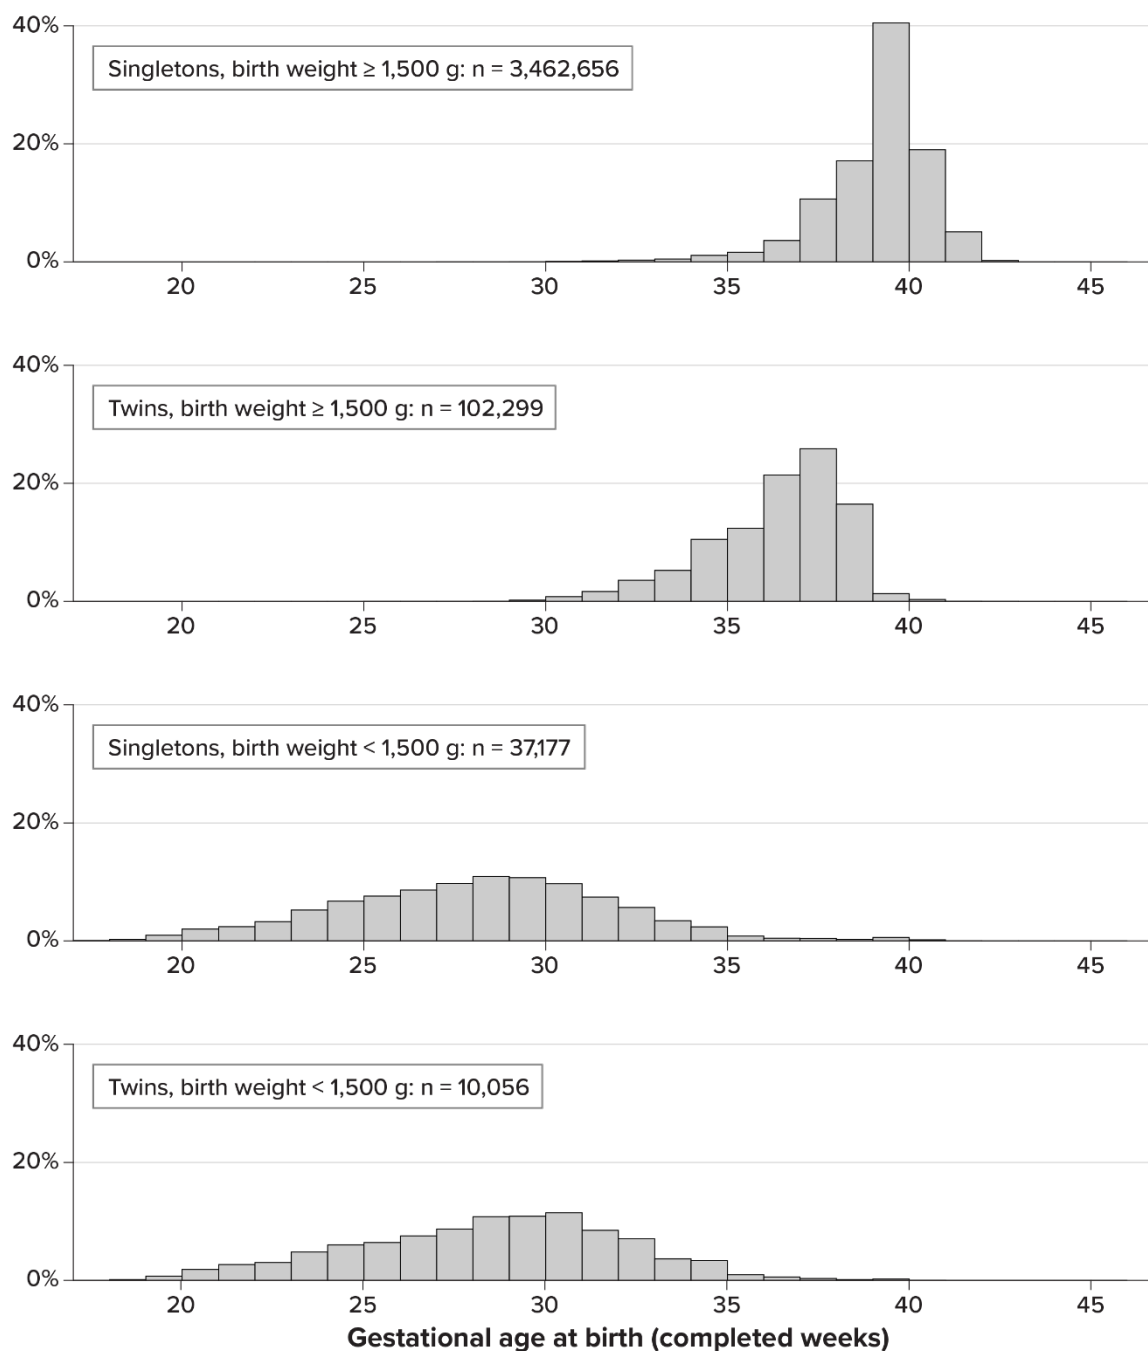 40%
Singletons, birth weight ≥ 1,500 g: n = 3,462,656
20%
0%
20 25 30 35 40 45
40%
Twins, birth weight ≥ 1,500 g: n = 102,299
20%
0%
20 25 30 35 40 45
40%
Singletons, birth weight < 1,500 g: n = 37,177
20%
0%
20 25 30 35 40 45
40%
Twins, birth weight < 1,500 g: n = 10,056
20%
0%
20 25 30 35 40 45
Gestational age at birth (completed weeks)